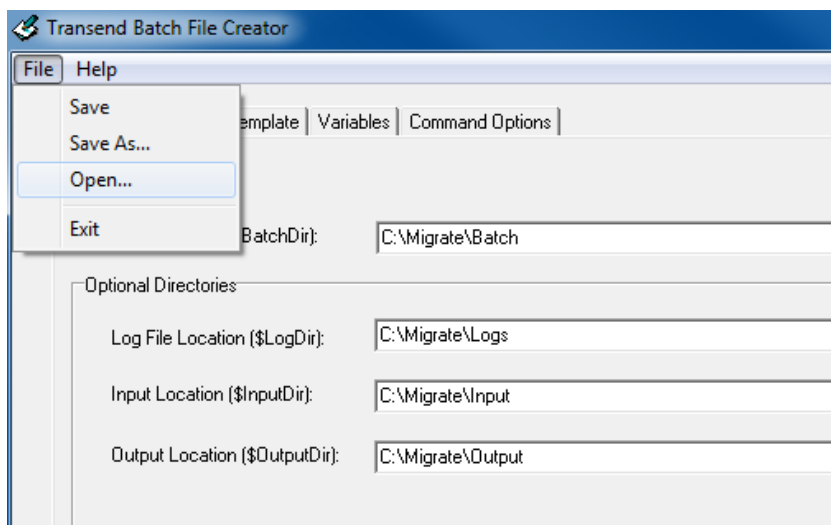 Transend Batch File Creator
File Help
Save
Save As...
Open...
Exit
emplate Variables Command Options
BatchDir): C:\Migrate\Batch
Optional Directories
Log File Location ($LogDir): C:\Migrate\Logs
Input Location ($InputDir): C:\Migrate\Input
Output Location ($OutputDir): C:\Migrate\Output